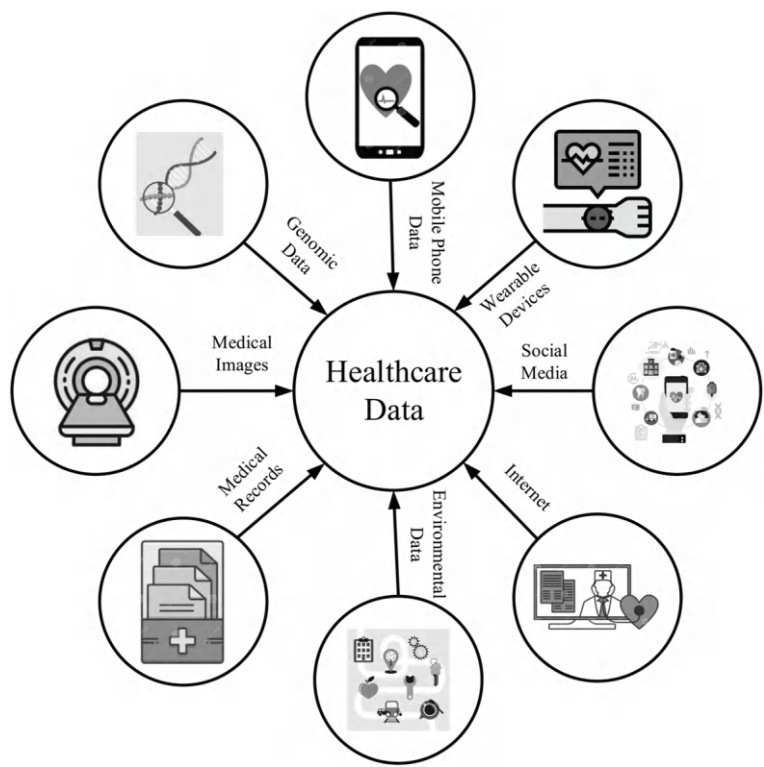 Mobile Phone
Data
Genomic
Data
Wearable
Devices
Medical
Images
Healthcare
Data
Social
Media
Medical
Records
Environmental
Data
Internet